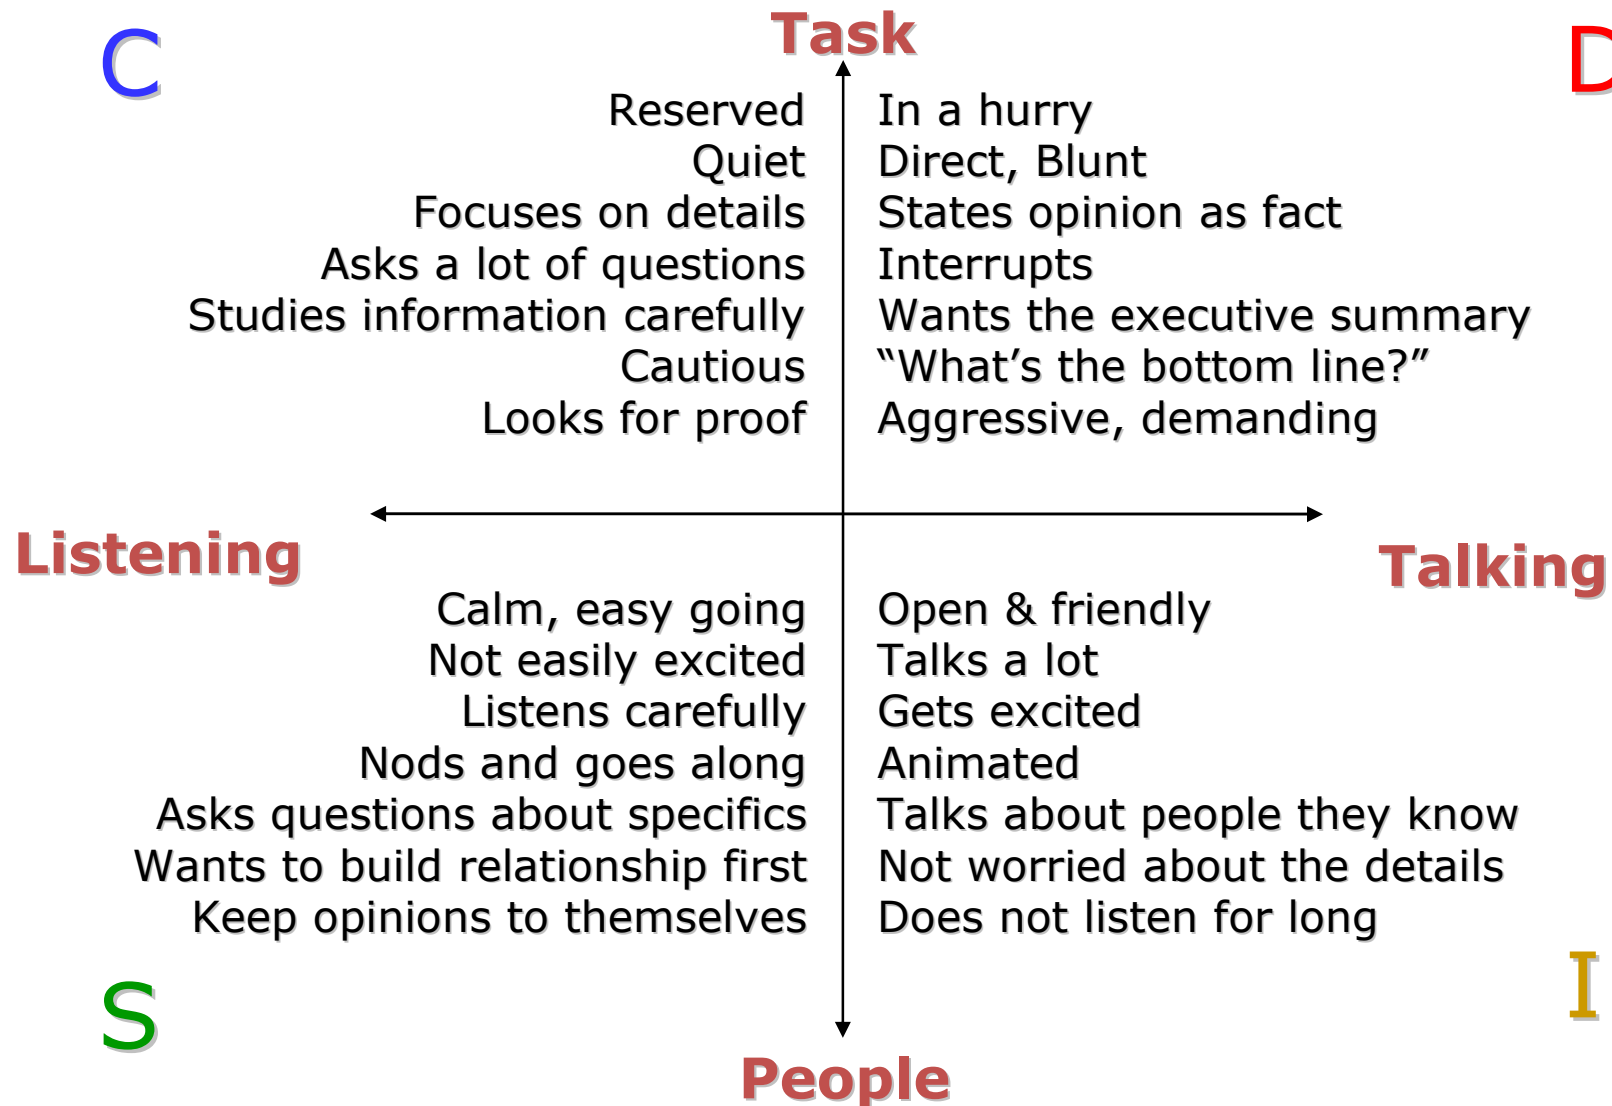 C
Task
D
Reserved
Quiet
Focuses on details
Asks a lot of questions
Studies information carefully
Cautious
Looks for proof
In a hurry
Direct, Blunt
States opinion as fact
Interrupts
Wants the executive summary
“What’s the bottom line?”
Aggressive, demanding
Listening
Talking
Calm, easy going
Not easily excited
Listens carefully
Nods and goes along
Asks questions about specifics
Wants to build relationship first
Keep opinions to themselves
Open & friendly
Talks a lot
Gets excited
Animated
Talks about people they know
Not worried about the details
Does not listen for long
S
I
People